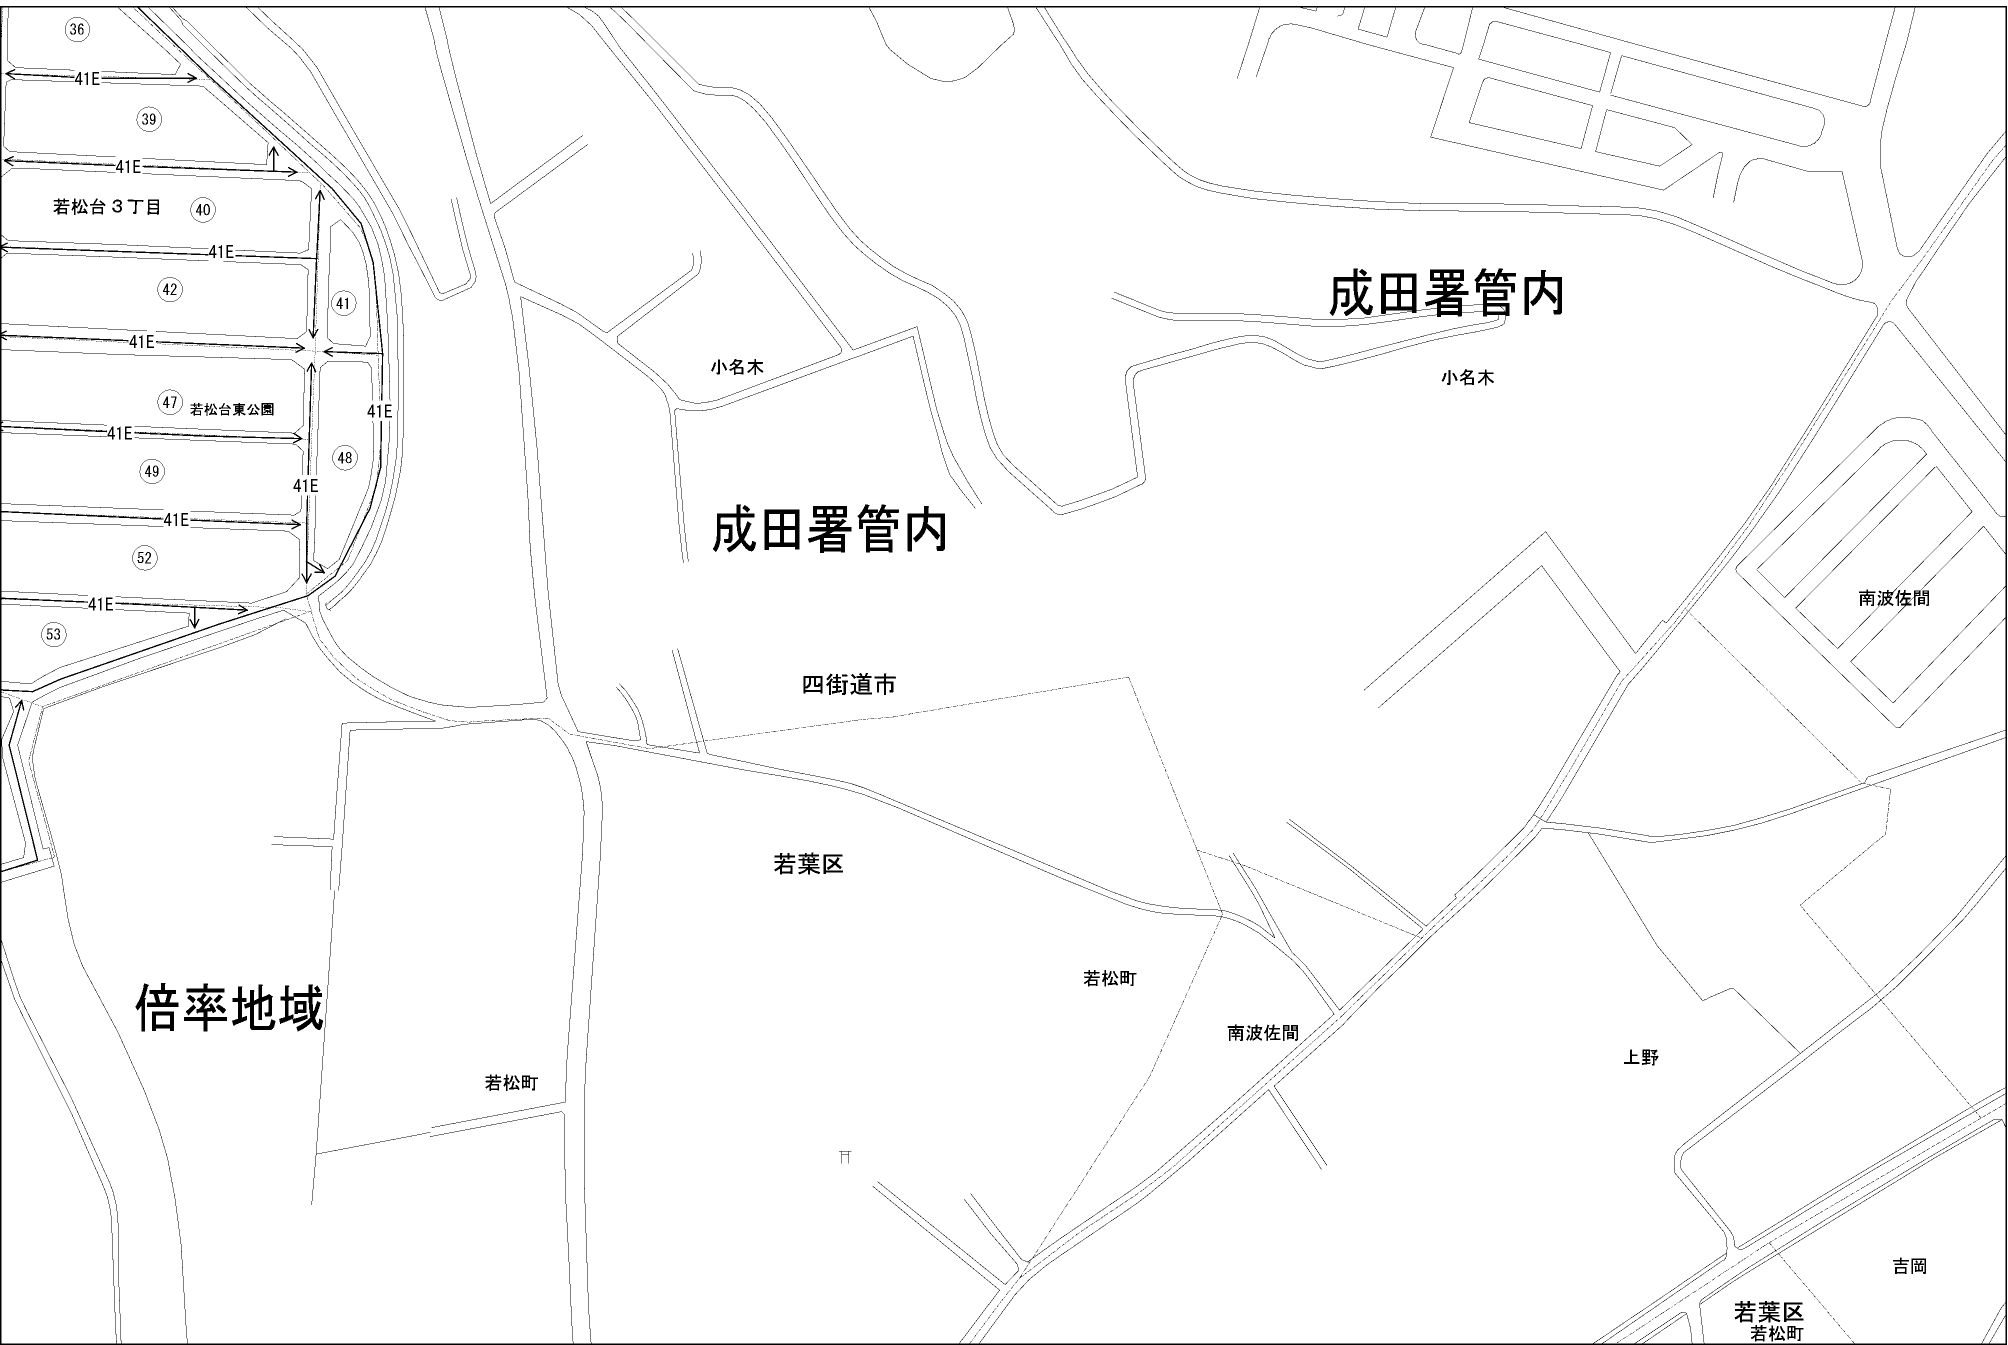 36
41E
39
41E
若松台３丁目
40
41E
42
41
成田署管内
41E
小名木
小名木
47
若松台東公園
41E
41E
48
49
41E
41E
成田署管内
52
41E
南波佐間
53
四街道市
若葉区
若松町
倍率地域
南波佐間
上野
若松町
吉岡
若葉区
若松町